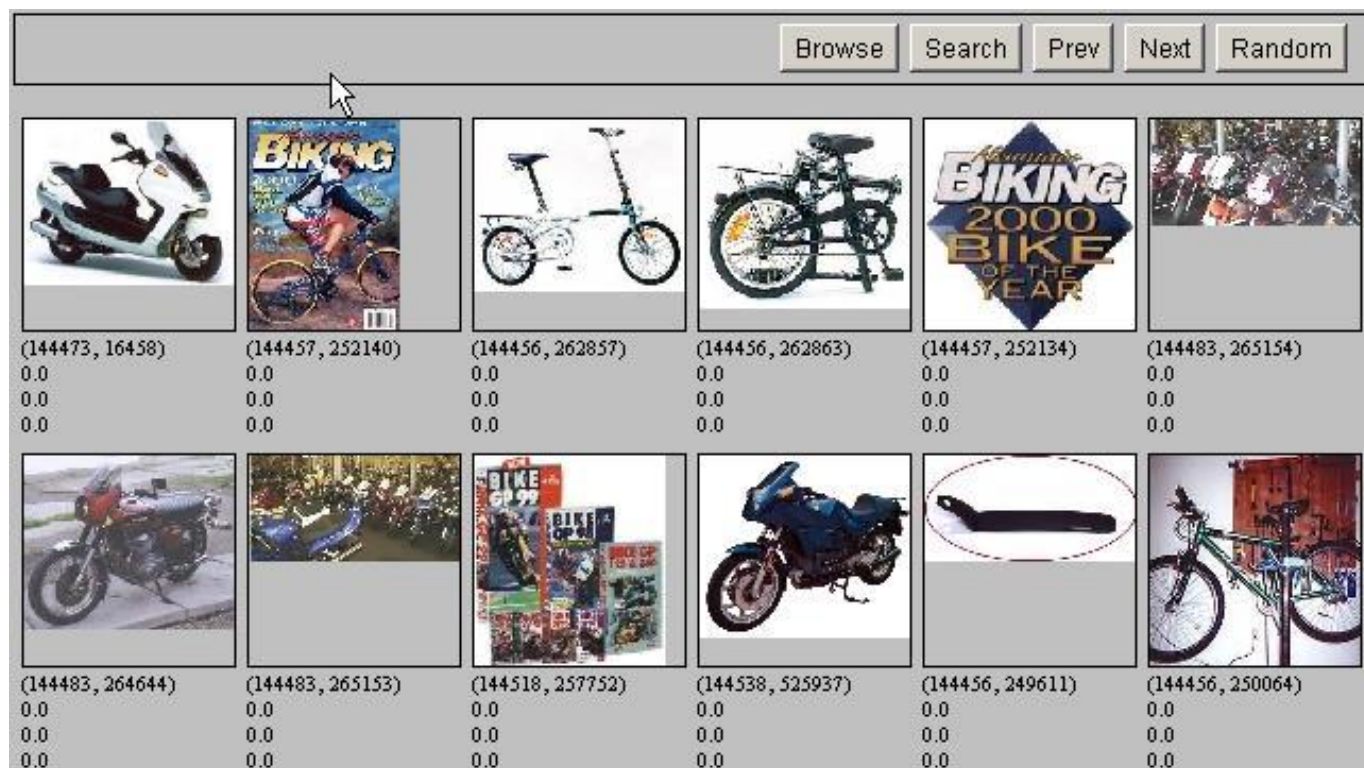 Browse Search Prev Next Random
BIKING
BIKING
2000
BIKE
OF THE
YEAR
(144473, 16458) (144457, 252140) (144456, 262857) (144456, 262863) (144457, 252134) (144483, 265154)
0.0 0.0 0.0 0.0 0.0 0.0
0.0 0.0 0.0 0.0 0.0 0.0
0.0 0.0 0.0 0.0 0.0 0.0
BIKE
GP 99
BIKE
GP 98
BIKE GP
(144483, 264644) (144483, 265153) (144518, 257752) (144538, 525937) (144456, 249611) (144456, 250064)
0.0 0.0 0.0 0.0 0.0 0.0
0.0 0.0 0.0 0.0 0.0 0.0
0.0 0.0 0.0 0.0 0.0 0.0